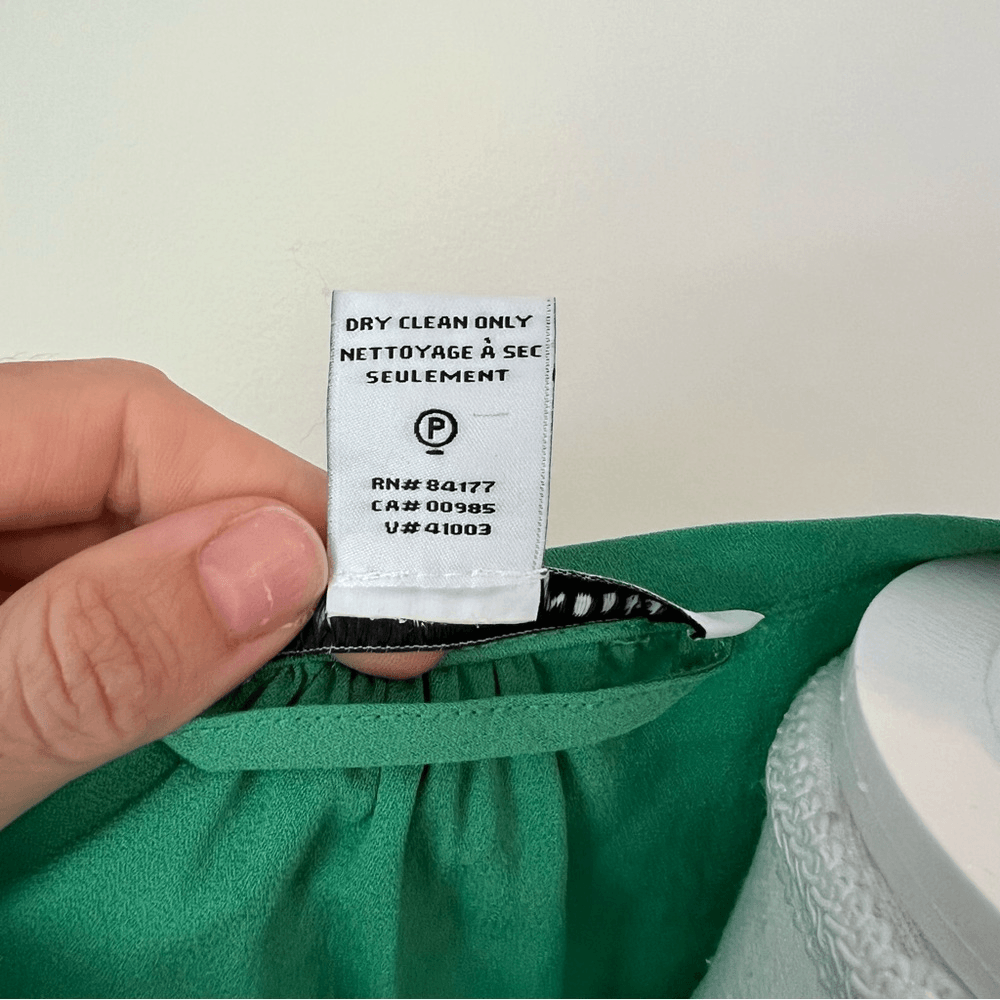 DRY CLEAN ONLY
NETTOYAGE À SEC
SEULEMENT
P
RN# 84177
CA# 00985
V# 41003